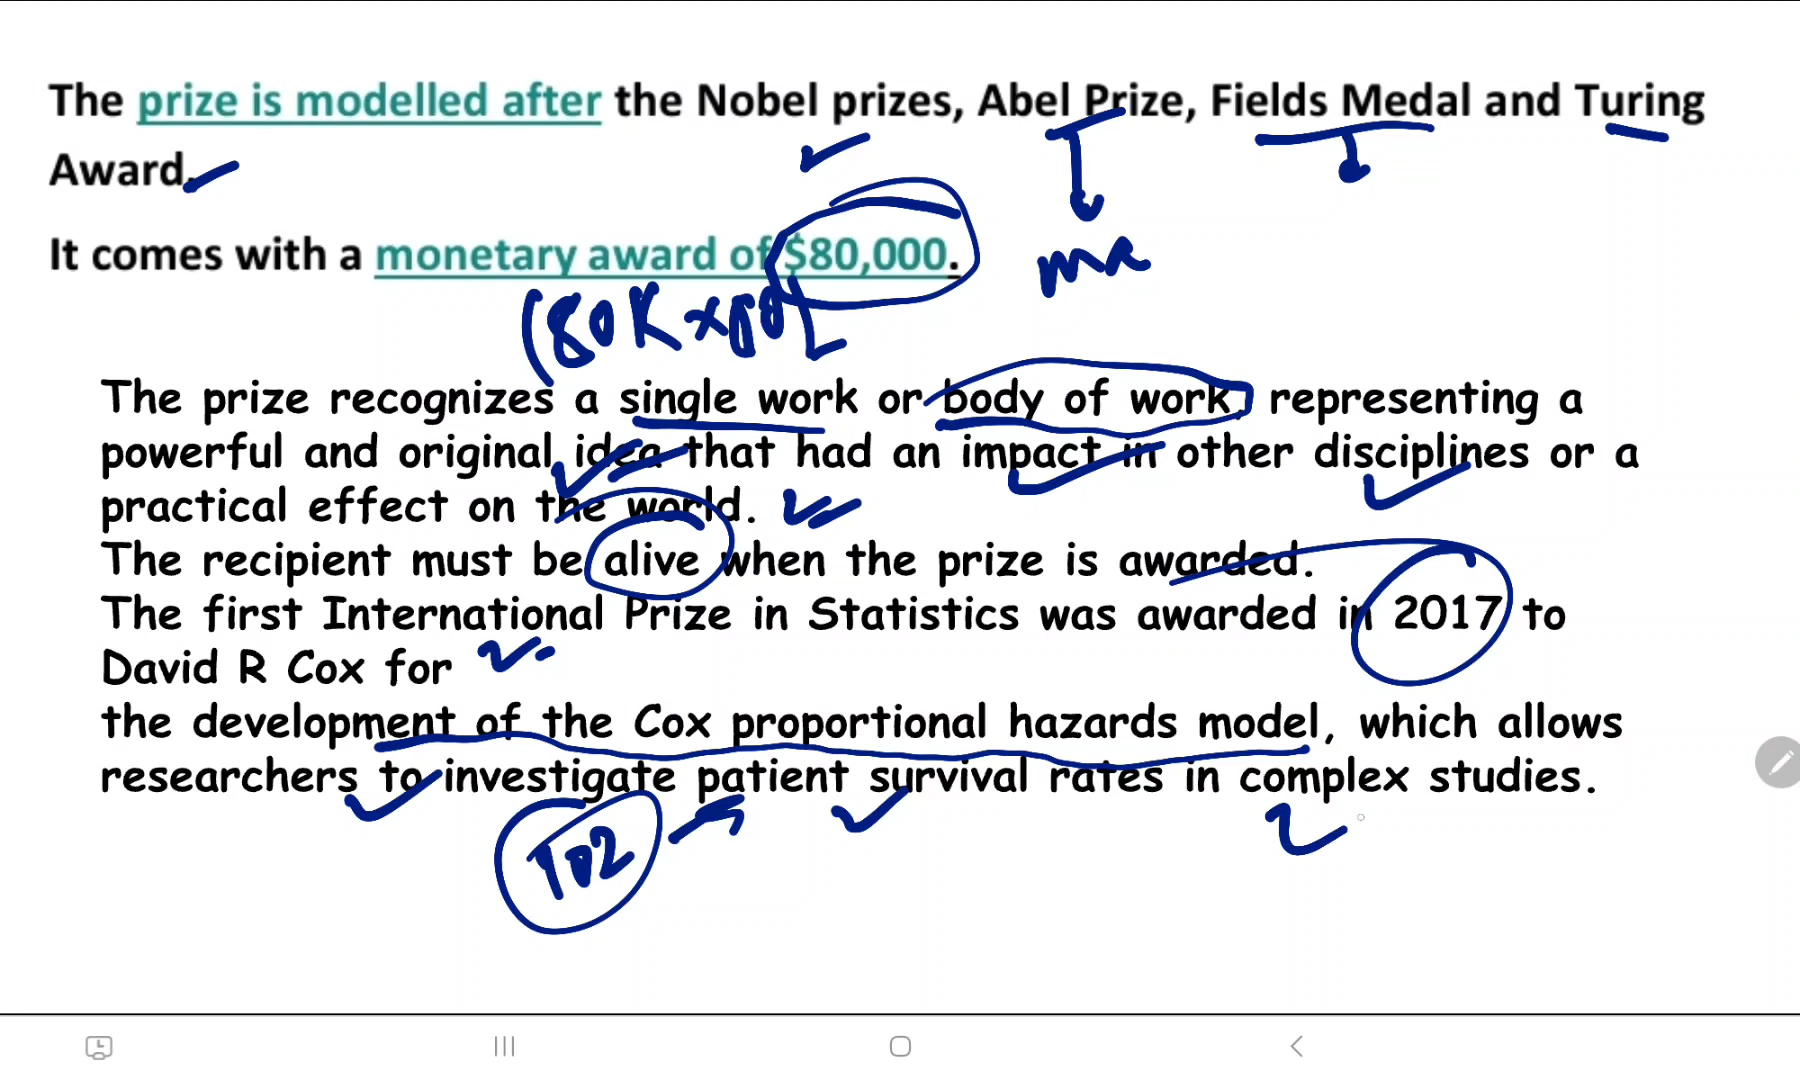 The prize is modelled after the Nobel prizes, Abel Prize, Fields Medal and Turing
Award.
It comes with a monetary award of $80,000.
(80K x
The prize recognizes a single work or body of work representing a
powerful and original idea that had an impact in other disciplines or a
practical effect on the world.
The recipient must be alive when the prize is awarded.
The first International Prize in Statistics was awarded in 2017 to
David R Cox for
the development of the Cox proportional hazards model, which allows
researchers to investigate patient survival rates in complex studies.
102